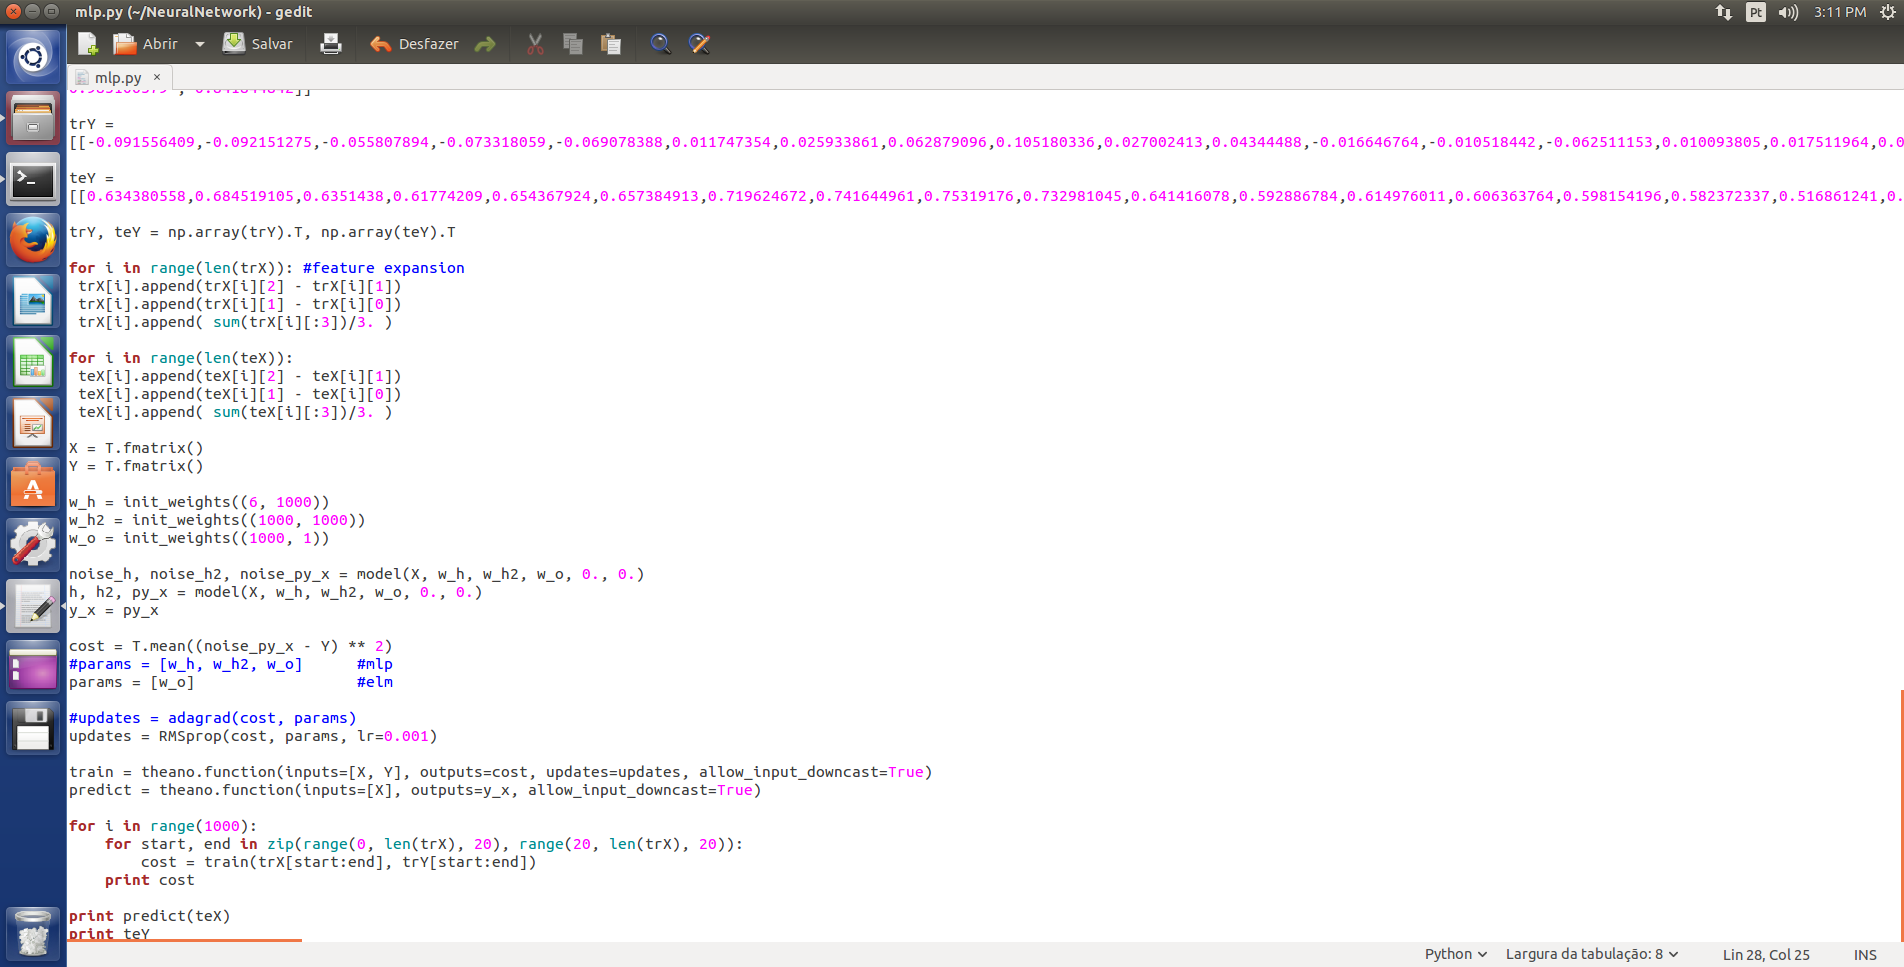 mlp.py (~/NeuralNetwork) - gedit
Pt
3:11 PM
Abrir
Salvar
Desfazer
mlp.py ×
trY =
[[-0.091556409,-0.092151275,-0.055807894,-0.073318059,-0.069078388,0.011747354,0.025933861,0.062879096,0.105180336,0.027002413,0.04344488,-0.016646764,-0.010518442,-0.062511153,0.010093805,0.017511964,0.0
teY =
[[0.634380558,0.684519105,0.6351438,0.61774209,0.654367924,0.657384913,0.719624672,0.741644961,0.75319176,0.732981045,0.641416078,0.592886784,0.614976011,0.606363764,0.598154196,0.582372337,0.516861241,0.
trY, teY = np.array(trY).T, np.array(teY).T
for i in range(len(trX)): #feature expansion
 trX[i].append(trX[i][2] - trX[i][1])
 trX[i].append(trX[i][1] - trX[i][0])
 trX[i].append( sum(trX[i][:3])/3. )
for i in range(len(teX)):
 teX[i].append(teX[i][2] - teX[i][1])
 teX[i].append(teX[i][1] - teX[i][0])
 teX[i].append( sum(teX[i][:3])/3. )
X = T.fmatrix()
Y = T.fmatrix()
w_h = init_weights((6, 1000))
w_h2 = init_weights((1000, 1000))
w_o = init_weights((1000, 1))
noise_h, noise_h2, noise_py_x = model(X, w_h, w_h2, w_o, 0., 0.)
h, h2, py_x = model(X, w_h, w_h2, w_o, 0., 0.)
y_x = py_x
cost = T.mean((noise_py_x - Y) ** 2)
#params = [w_h, w_h2, w_o]      #mlp
params = [w_o]                  #elm
#updates = adagrad(cost, params)
updates = RMSprop(cost, params, lr=0.001)
train = theano.function(inputs=[X, Y], outputs=cost, updates=updates, allow_input_downcast=True)
predict = theano.function(inputs=[X], outputs=y_x, allow_input_downcast=True)
for i in range(1000):
    for start, end in zip(range(0, len(trX), 20), range(20, len(trX), 20)):
        cost = train(trX[start:end], trY[start:end])
    print cost
print predict(teX)
print teY
Python
Largura da tabulação: 8
Lin 28, Col 25
INS